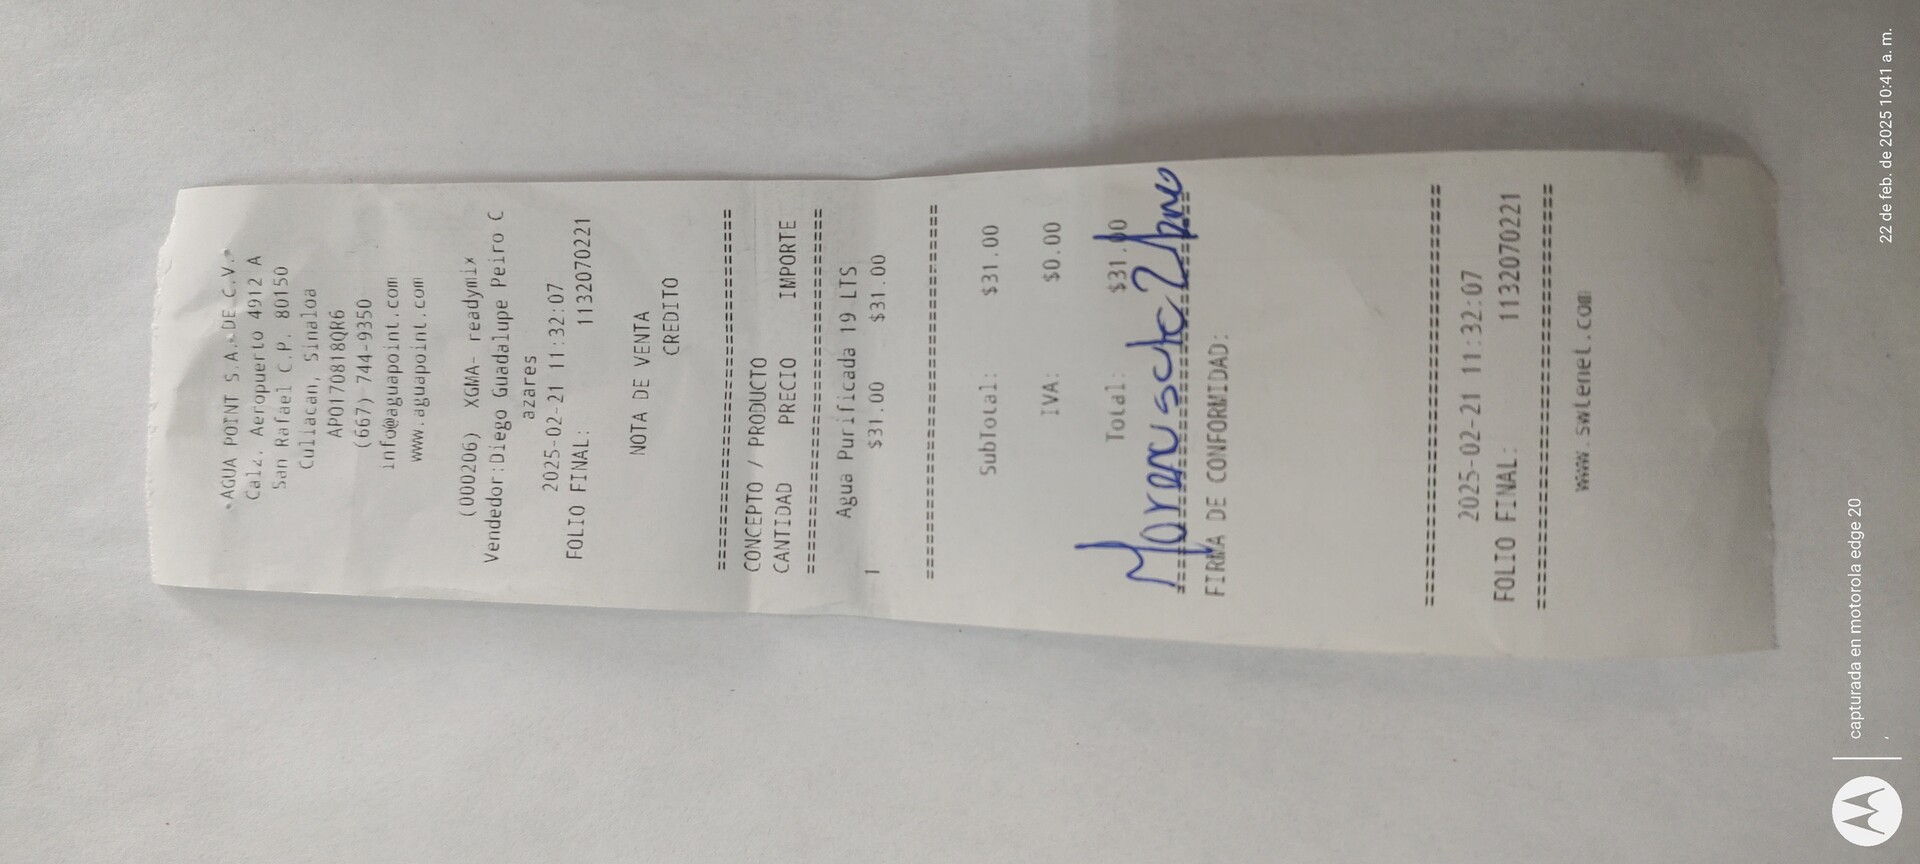 AGUA POINT S.A. DE C.V.
Calz. Aeropuerto 4912 A
San Rafael C.P. 80150
Culiacan, Sinaloa
APO170818QR6
(667) 744-9350
info@aguapoint.com
www.aguapoint.com
(000206) XGMA- readymix
Vendedor:Diego Guadalupe Peiro C
azares
2025-02-21 11:32:07
FOLIO FINAL: 1132070221
NOTA DE VENTA
CREDITO
================================
CONCEPTO / PRODUCTO
CANTIDAD PRECIO IMPORTE
================================
Agua Purificada 19 LTS
1 $31.00 $31.00
================================
SubTotal: $31.00
IVA: $0.00
Total: $31.00
================================
FIRMA DE CONFORMIDAD:
================================
2025-02-21 11:32:07
FOLIO FINAL: 1132070221
================================
www.swtenet.com
capturada en motorola edge 20
22 de feb. de 2025 10:41 a. m.